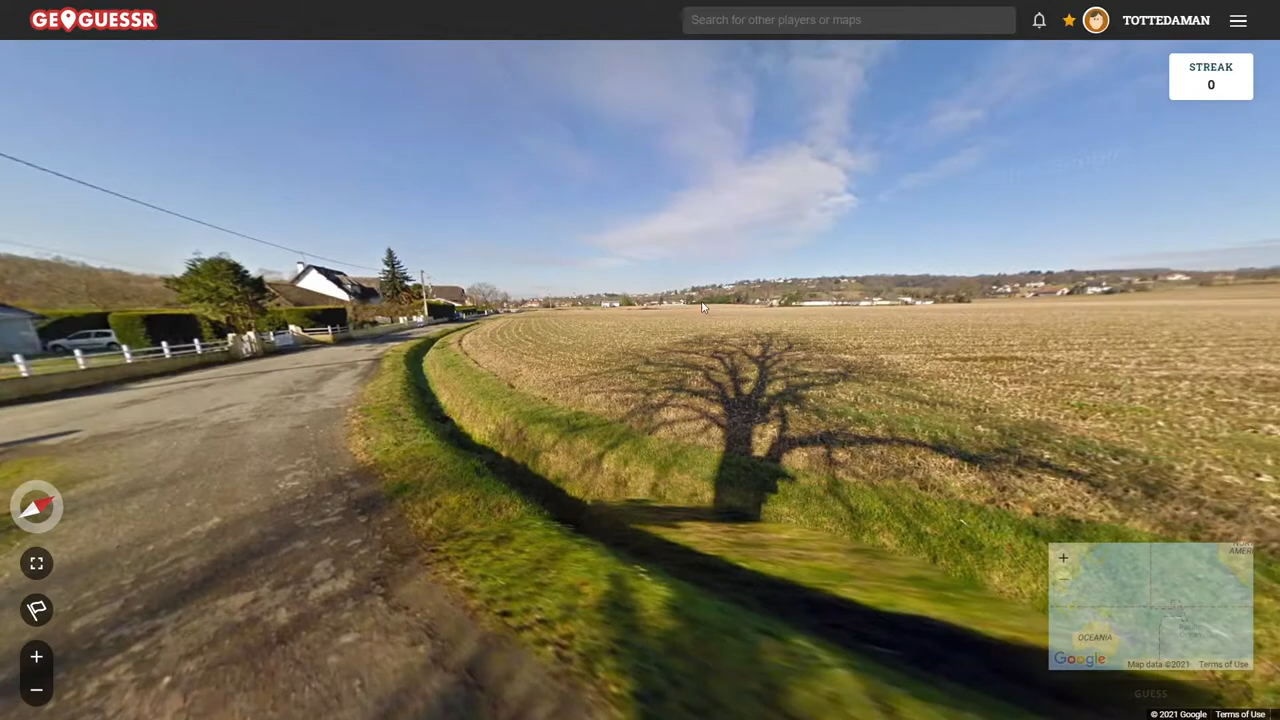 GEOGUESSR
Search for other players or maps
TOTTEDAMAN
STREAK
0
+
−
+
−
OCEANIA
Google
Map data ©2021 Terms of Use
GUESS
© 2021 Google Terms of Use